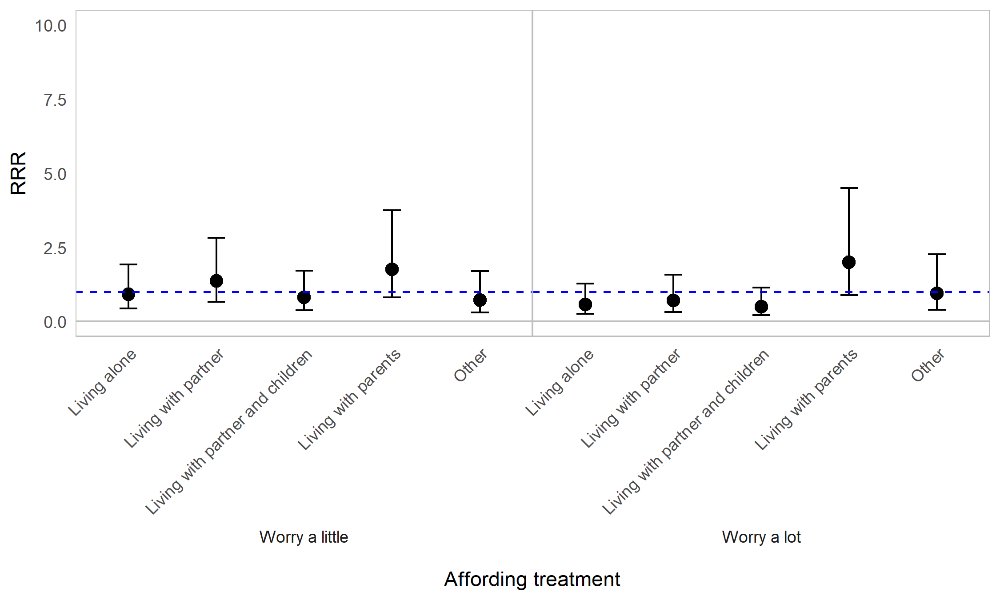 10.0
7.5
5.0
2.5
0.0
RRR
Living alone
Living with partner
Living with partner and children
Living with parents
Other
Living alone
Living with partner
Living with partner and children
Living with parents
Other
Worry a little
Worry a lot
Affording treatment